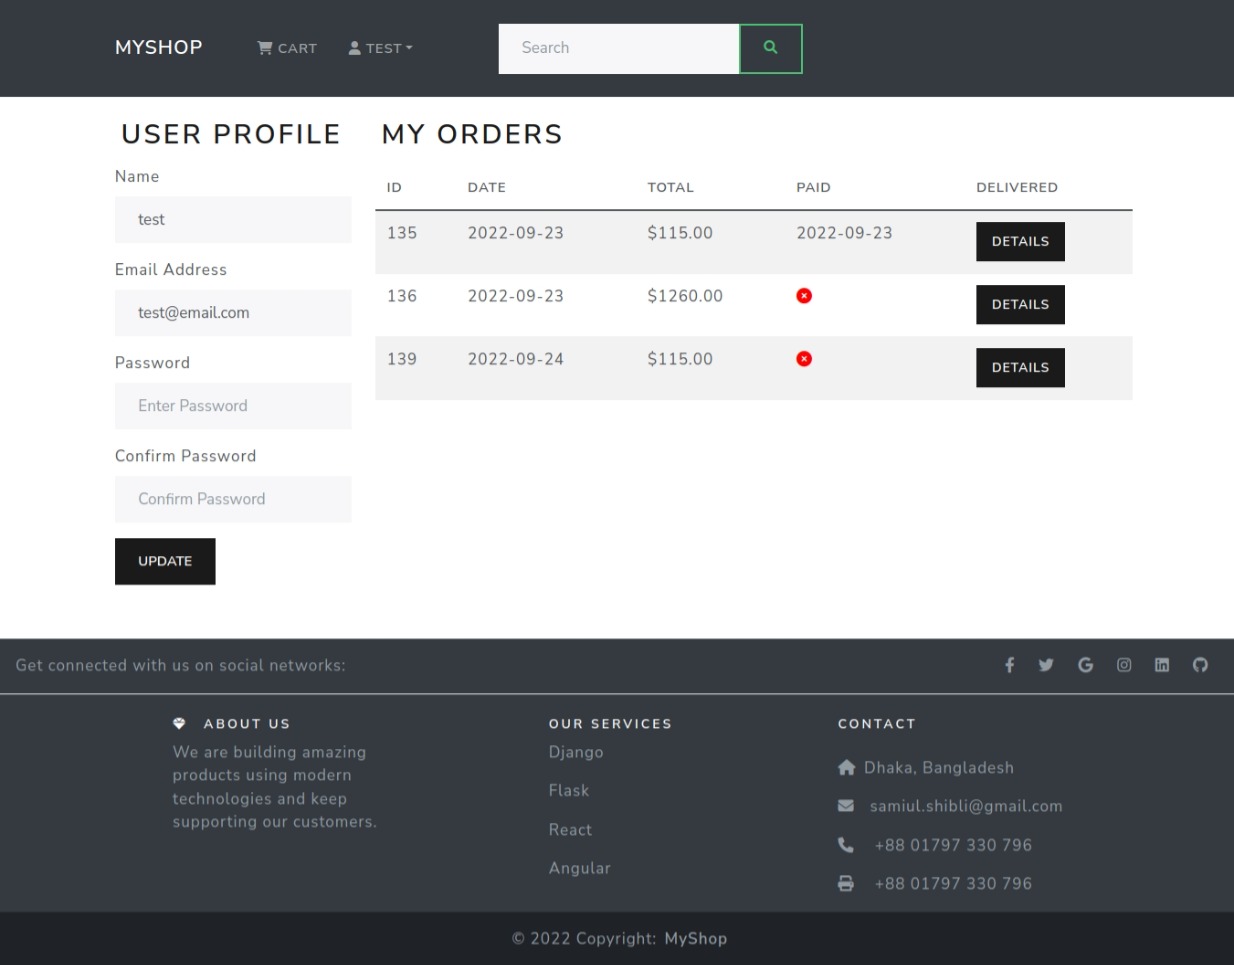 MYSHOP CART TEST Search
USER PROFILE
Name
test
Email Address
test@email.com
Password
Enter Password
Confirm Password
Confirm Password
UPDATE
MY ORDERS
ID DATE TOTAL PAID DELIVERED
135 2022-09-23 $115.00 2022-09-23 DETAILS
136 2022-09-23 $1260.00 DETAILS
139 2022-09-24 $115.00 DETAILS
Get connected with us on social networks:
ABOUT US
We are building amazing
products using modern
technologies and keep
supporting our customers.
OUR SERVICES
Django
Flask
React
Angular
CONTACT
Dhaka, Bangladesh
samiul.shibli@gmail.com
+88 01797 330 796
+88 01797 330 796
© 2022 Copyright: MyShop